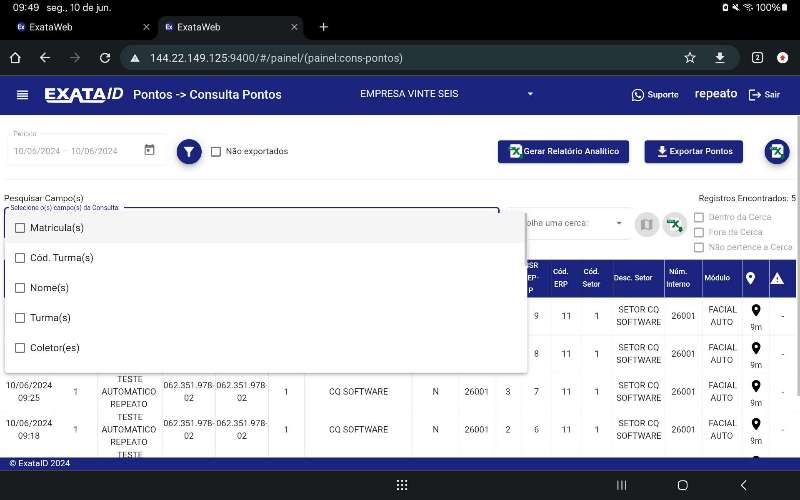 09:49 seg., 10 de jun. 100%
Ex ExataWeb
Ex ExataWeb
144.22.149.125:9400/#/painel/(painel:cons-pontos) 2
EXATAID Pontos -> Consulta Pontos EMPRESA VINTE SEIS Suporte repeato Sair
Período
10/06/2024 – 10/06/2024 Não exportados Gerar Relatório Analítico Exportar Pontos
Pesquisar Campo(s) Registros Encontrados: 5
Selecione o(s) campo(s) da Consulta:
Matricula(s)
Cód. Turma(s)
Nome(s)
Turma(s)
Coletor(es)
lha uma cerca:
Dentro da Cerca
Fora da Cerca
Não pertence a Cerca
Cód. ERP Cód. Setor Desc. Setor Núm. Interno Módulo
9 11 1 SETOR CQ SOFTWARE 26001 FACIAL AUTO 9m -
8 11 1 SETOR CQ SOFTWARE 26001 FACIAL AUTO 9m -
10/06/2024 09:25 1 TESTE AUTOMATICO REPEATO 062.351.978-02 062.351.978-02 1 CQ SOFTWARE N 26001 3 7 11 1 SETOR CQ SOFTWARE 26001 FACIAL AUTO 9m -
10/06/2024 09:18 1 TESTE AUTOMATICO REPEATO 062.351.978-02 062.351.978-02 1 CQ SOFTWARE N 26001 2 6 11 1 SETOR CQ SOFTWARE 26001 FACIAL AUTO 9m -
TESTE
© ExataID 2024